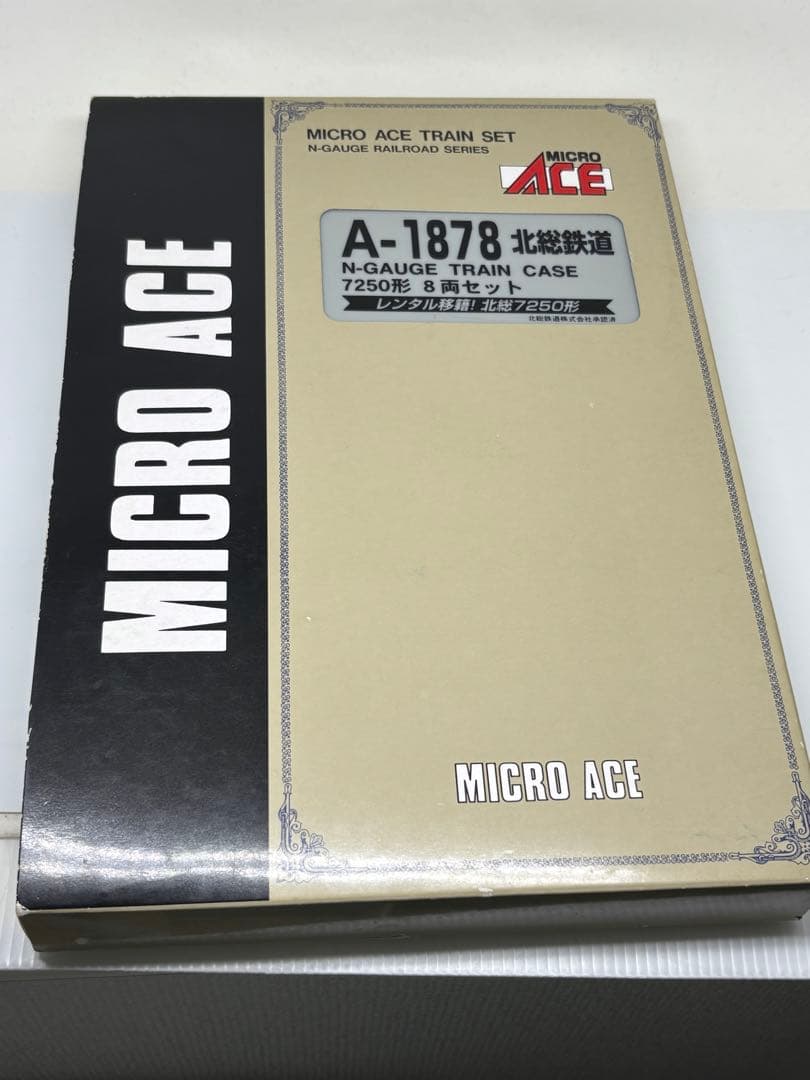 MICRO ACE TRAIN SET
N-GAUGE RAILROAD SERIES
MICRO
ACE
A-1878 北総鉄道
N-GAUGE TRAIN CASE
7250形 8両セット
レンタル移籍! 北総7250形
北総鉄道株式会社承認済
MICRO ACE
MICRO ACE